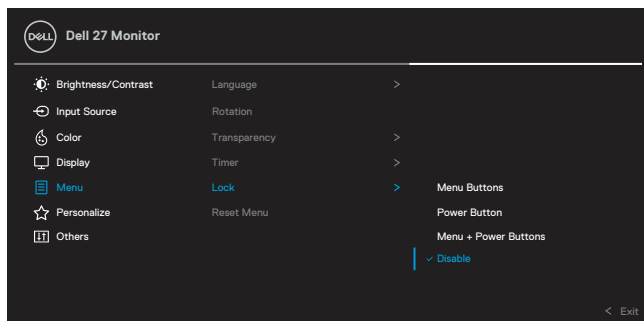 DELL Dell 27 Monitor
Brightness/Contrast Language >
Input Source Rotation
Color Transparency >
Display Timer >
Menu Lock > Menu Buttons
Personalize Reset Menu Power Button
Others Menu + Power Buttons
✓ Disable
< Exit